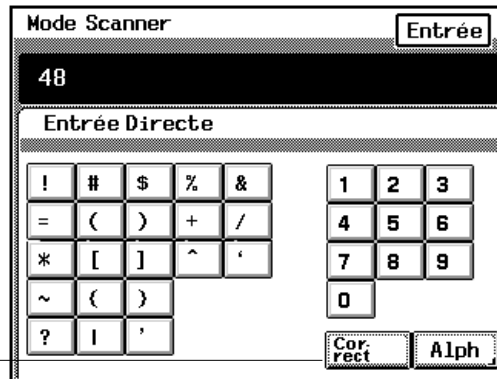 Mode Scanner Entrée
48
Entrée Directe
! # $ % & 1 2 3
= ( ) + / 4 5 6
* [ ] ^ ‘ 7 8 9
~ { } 0
? | ’ Cor-
rect Alph